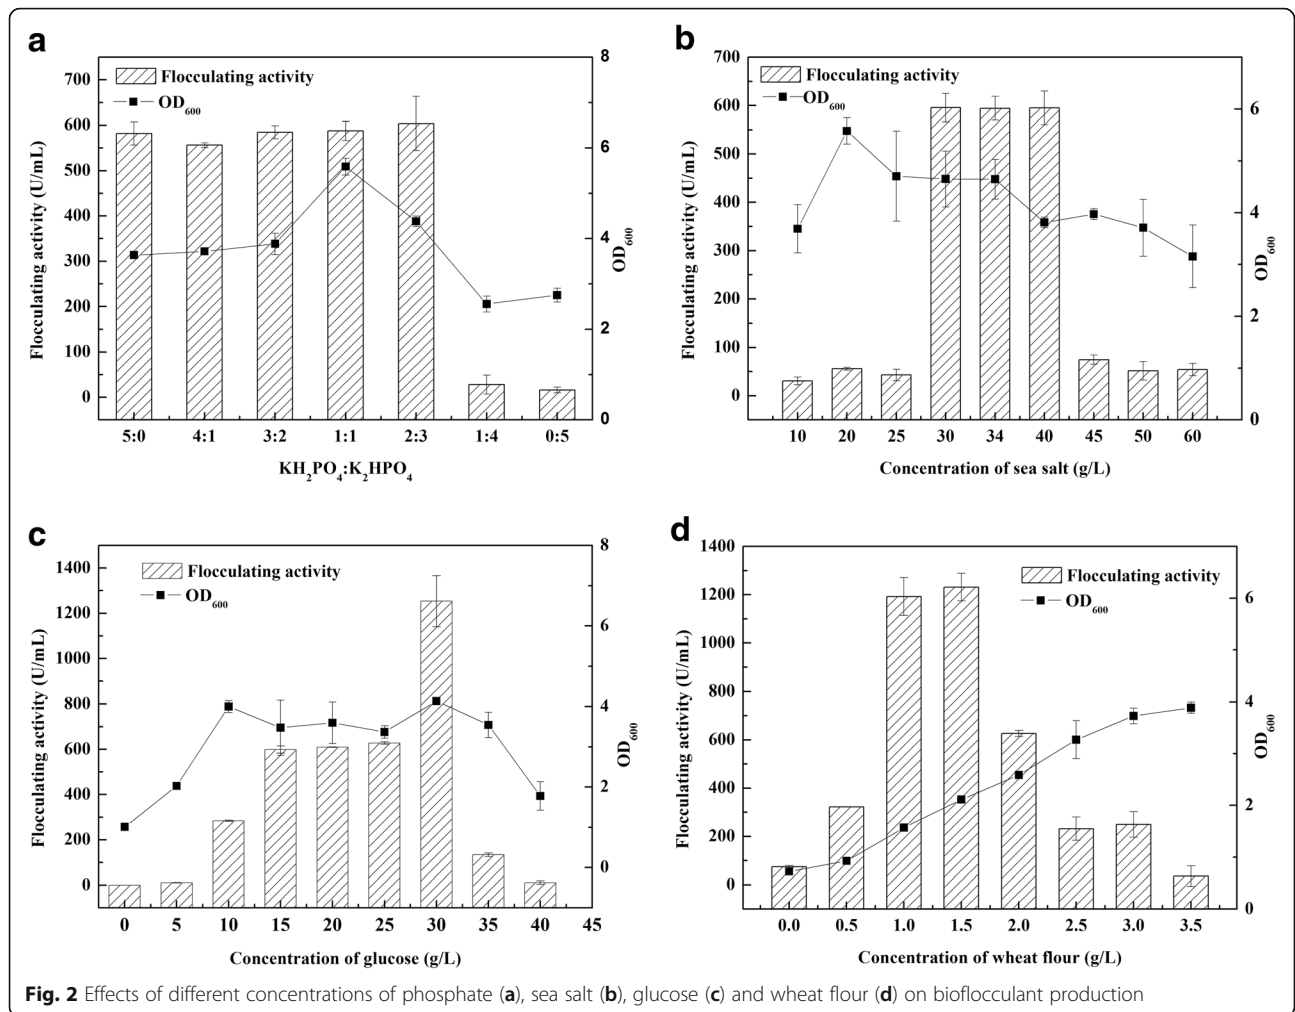 a
Flocculating activity
OD600
700
600
500
400
300
200
100
0
Flocculating activity (U/mL)
8
6
4
2
0
OD600
5:0 4:1 3:2 1:1 2:3 1:4 0:5
KH2PO4:K2HPO4
b
Flocculating activity
OD600
700
600
500
400
300
200
100
0
Flocculating activity (U/mL)
6
4
2
0
OD600
10 20 25 30 34 40 45 50 60
Concentration of sea salt (g/L)
c
Flocculating activity
OD600
1400
1200
1000
800
600
400
200
0
Flocculating activity (U/mL)
8
6
4
2
0
OD600
0 5 10 15 20 25 30 35 40 45
Concentration of glucose (g/L)
d
Flocculating activity
OD600
1400
1200
1000
800
600
400
200
0
Flocculating activity (U/mL)
6
4
2
0
OD600
0.0 0.5 1.0 1.5 2.0 2.5 3.0 3.5
Concentration of wheat flour (g/L)
Fig. 2 Effects of different concentrations of phosphate (a), sea salt (b), glucose (c) and wheat flour (d) on bioflocculant production